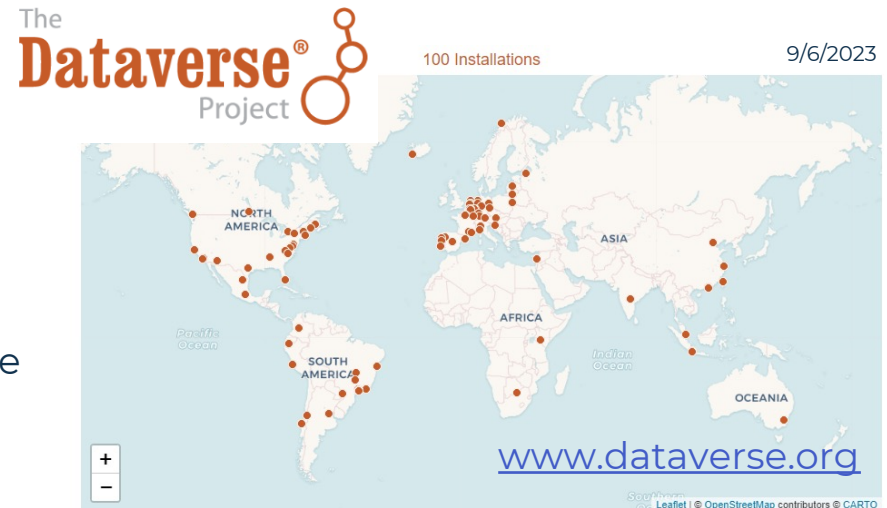 The
Dataverse®
Project
100 Installations
9/6/2023
NORTH
AMERICA
ASIA
Pacific
Ocean
AFRICA
Indian
Ocean
SOUTH
AMERICA
e
OCEANIA
+
−
www.dataverse.org
Leaflet | © OpenStreetMap contributors © CARTO